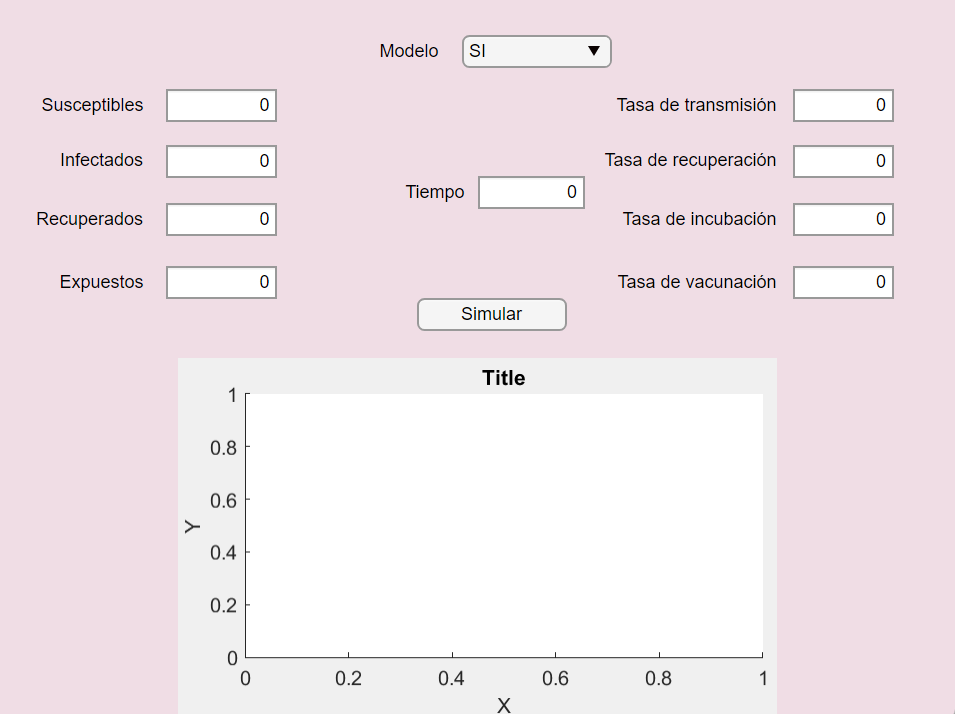 Modelo SI
Susceptibles 0
Tasa de transmisión 0
Infectados 0
Tasa de recuperación 0
Tiempo 0
Recuperados 0
Tasa de incubación 0
Expuestos 0
Tasa de vacunación 0
Simular
Title
1
0.8
0.6
0.4
0.2
0
Y
0 0.2 0.4 0.6 0.8 1
X